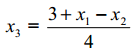 x₃ = (3 + x₁ − x₂) / 4